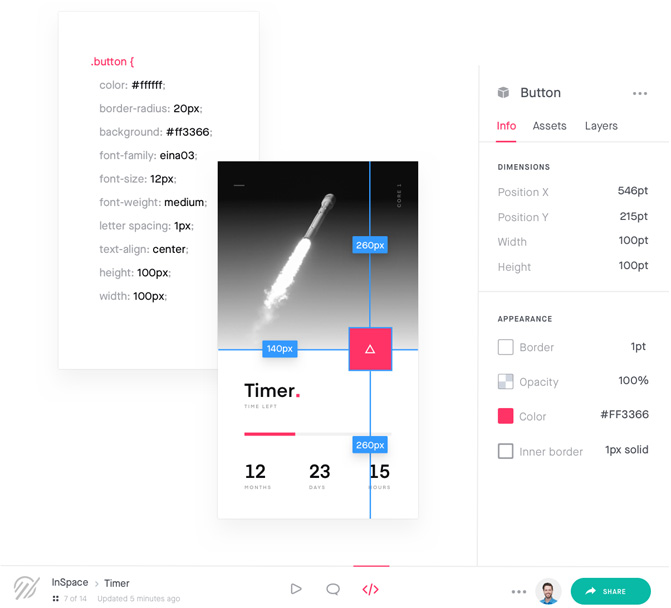 .button {
color: #ffffff;
border-radius: 20px;
background: #ff3366;
font-family: eina03;
font-size: 12px;
font-weight: medium;
letter spacing: 1px;
text-align: center;
height: 100px;
width: 100px;
CORE 1
260px
140px
Timer.
TIME LEFT
260px
12
MONTHS
23
DAYS
15
HOURS
Button
Info Assets Layers
DIMENSIONS
Position X 546pt
Position Y 215pt
Width 100pt
Height 100pt
APPEARANCE
Border 1pt
Opacity 100%
Color #FF3366
Inner border 1px solid
InSpace > Timer
7 of 14 Updated 5 minutes ago
</>
SHARE